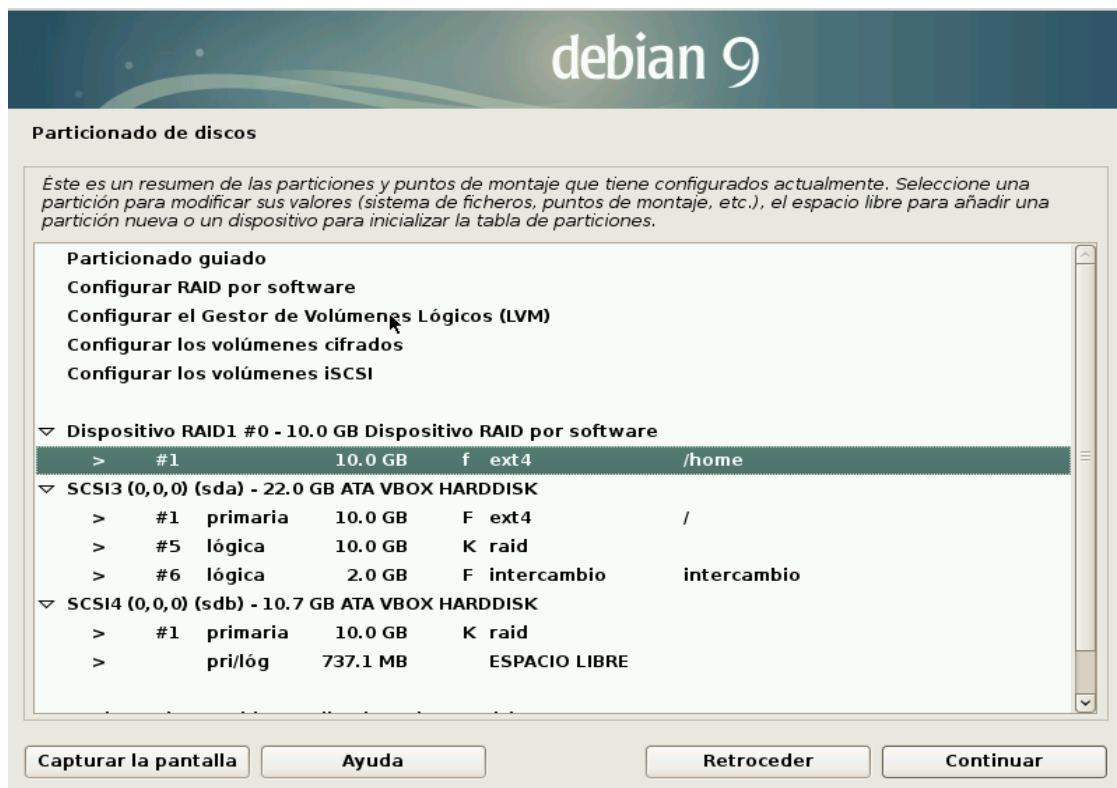 debian 9
Particionado de discos
Éste es un resumen de las particiones y puntos de montaje que tiene configurados actualmente. Seleccione una
partición para modificar sus valores (sistema de ficheros, puntos de montaje, etc.), el espacio libre para añadir una
partición nueva o un dispositivo para inicializar la tabla de particiones.
Particionado guiado
Configurar RAID por software
Configurar el Gestor de Volúmenes Lógicos (LVM)
Configurar los volúmenes cifrados
Configurar los volúmenes iSCSI
Dispositivo RAID1 #0 - 10.0 GB Dispositivo RAID por software
> #1 10.0 GB f ext4 /home
SCSI3 (0,0,0) (sda) - 22.0 GB ATA VBOX HARDDISK
> #1 primaria 10.0 GB F ext4 /
> #5 lógica 10.0 GB K raid
> #6 lógica 2.0 GB F intercambio intercambio
SCSI4 (0,0,0) (sdb) - 10.7 GB ATA VBOX HARDDISK
> #1 primaria 10.0 GB K raid
> pri/lóg 737.1 MB ESPACIO LIBRE
Capturar la pantalla Ayuda Retroceder Continuar